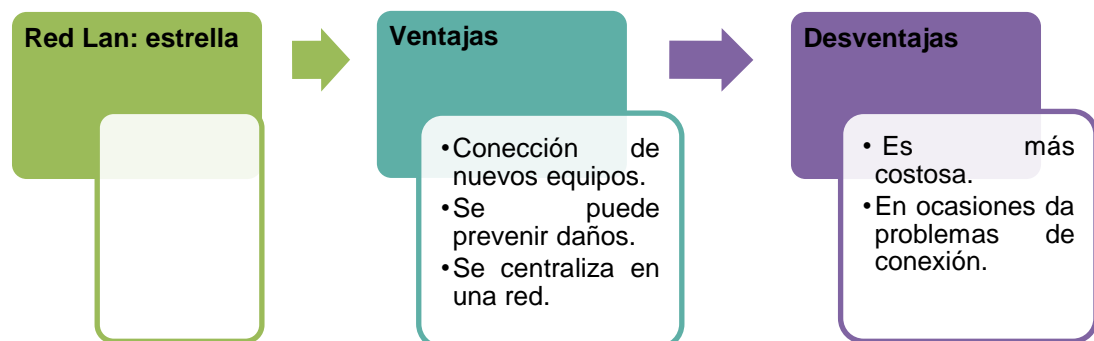 Red Lan: estrella
Ventajas
•Conección de
nuevos equipos.
•Se puede
prevenir daños.
•Se centraliza en
una red.
Desventajas
• Es más
costosa.
•En ocasiones da
problemas de
conexión.